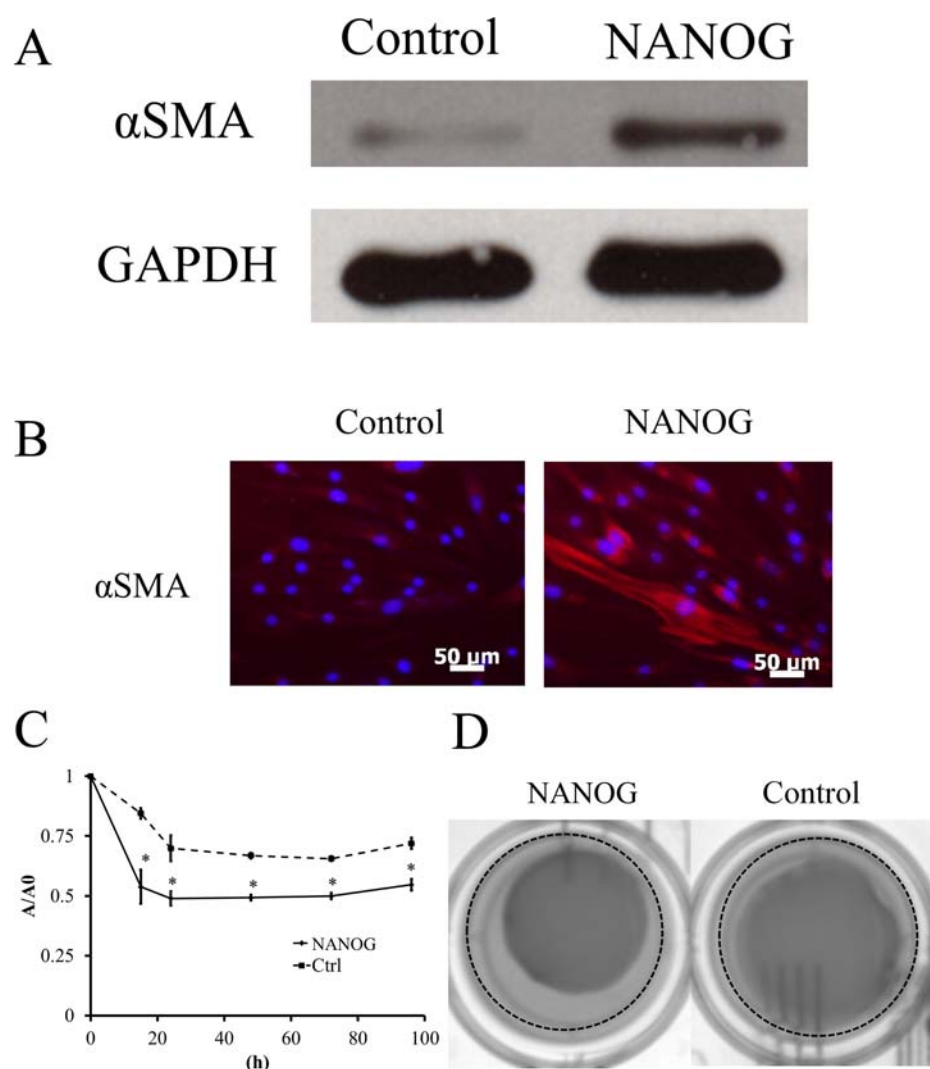 A
Control NANOG
αSMA
GAPDH
B
Control NANOG
αSMA
50 μm 50 μm
C
1
0.75
0.5
0.25
0
A/A0
* * * * *
NANOG
Ctrl
0 20 40 60 80 100
(h)
D
NANOG Control